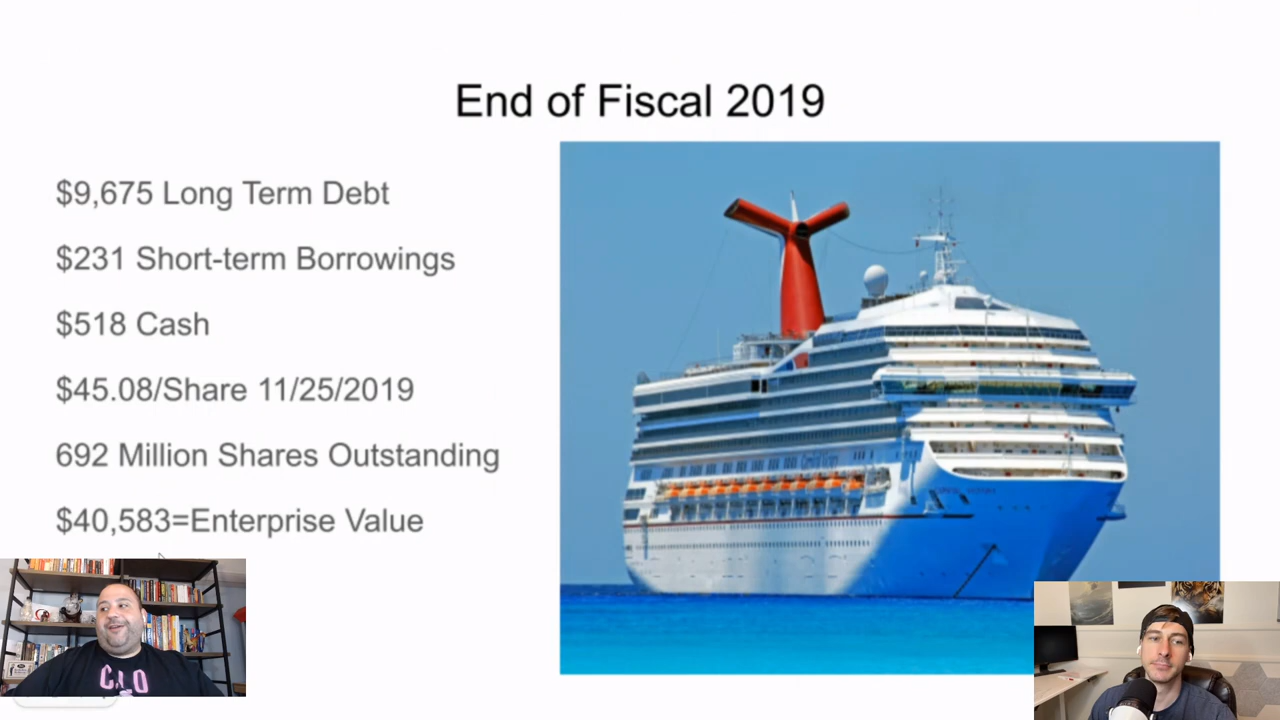 End of Fiscal 2019
$9,675 Long Term Debt
$231 Short-term Borrowings
$518 Cash
$45.08/Share 11/25/2019
692 Million Shares Outstanding
$40,583=Enterprise Value